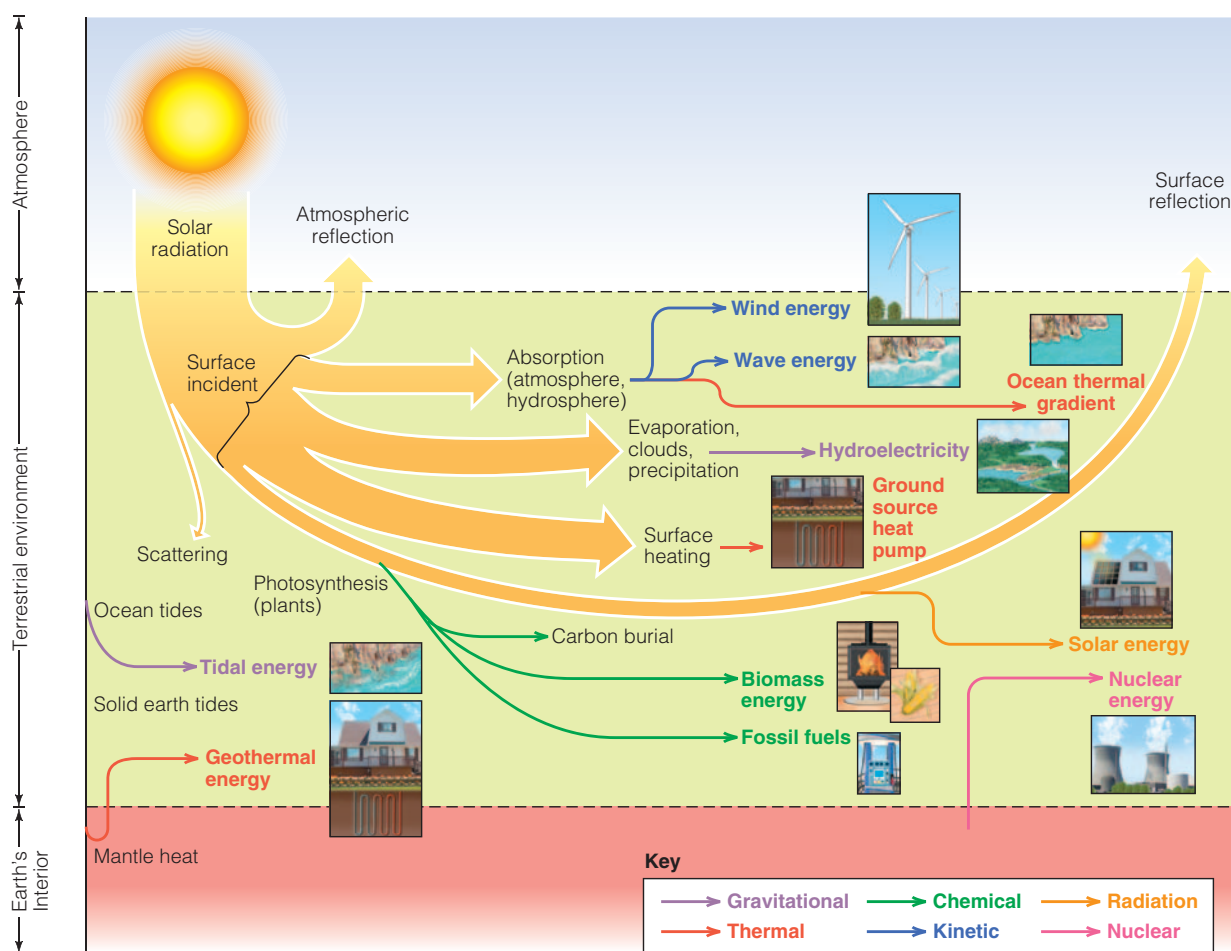 Atmosphere
Terrestrial environment
Earth's
Interior
Solar
radiation
Atmospheric
reflection
Surface
reflection
Surface
incident
Absorption
(atmosphere,
hydrosphere)
Wind energy
Wave energy
Ocean thermal
gradient
Evaporation,
clouds,
precipitation
Hydroelectricity
Surface
heating
Ground
source
heat
pump
Scattering
Photosynthesis
(plants)
Carbon burial
Biomass
energy
Fossil fuels
Solar energy
Nuclear
energy
Ocean tides
Tidal energy
Solid earth tides
Geothermal
energy
Mantle heat
Key
Gravitational
Chemical
Radiation
Thermal
Kinetic
Nuclear